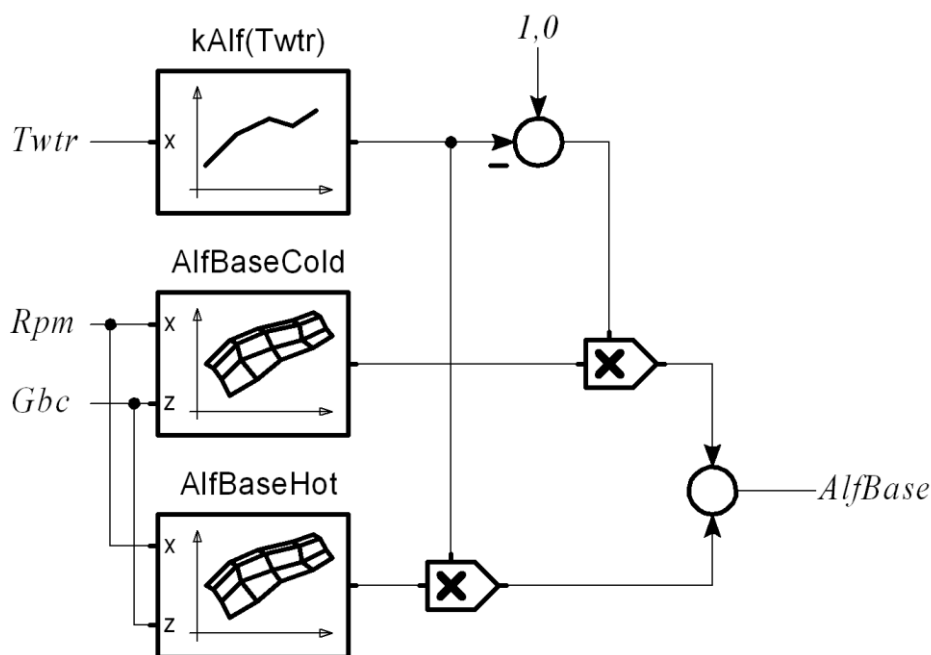 kAlf(Twtr)
1,0
Twtr
X
AlfBaseCold
Rpm
X
Gbc
Z
AlfBaseHot
AlfBase
X
Z